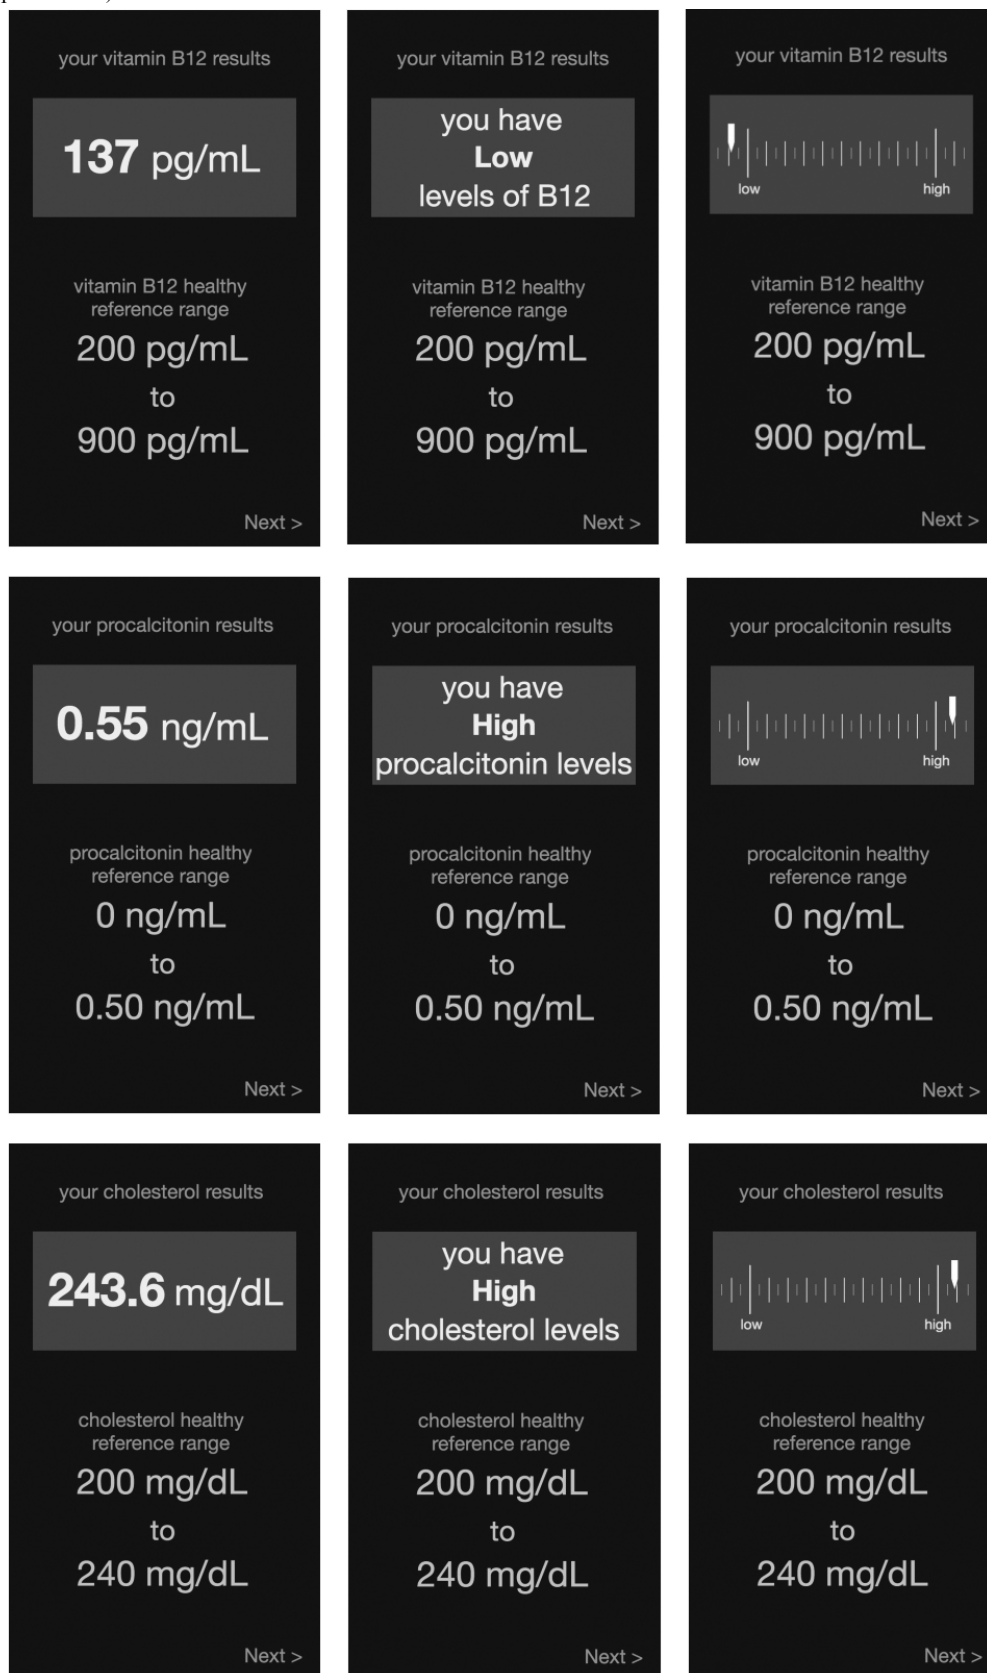 your vitamin B12 results
137 pg/mL
vitamin B12 healthy
reference range
200 pg/mL
to
900 pg/mL
Next >
your vitamin B12 results
you have
Low
levels of B12
vitamin B12 healthy
reference range
200 pg/mL
to
900 pg/mL
Next >
your vitamin B12 results
low high
vitamin B12 healthy
reference range
200 pg/mL
to
900 pg/mL
Next >
your procalcitonin results
0.55 ng/mL
procalcitonin healthy
reference range
0 ng/mL
to
0.50 ng/mL
Next >
your procalcitonin results
you have
High
procalcitonin levels
procalcitonin healthy
reference range
0 ng/mL
to
0.50 ng/mL
Next >
your procalcitonin results
low high
procalcitonin healthy
reference range
0 ng/mL
to
0.50 ng/mL
Next >
your cholesterol results
243.6 mg/dL
cholesterol healthy
reference range
200 mg/dL
to
240 mg/dL
Next >
your cholesterol results
you have
High
cholesterol levels
cholesterol healthy
reference range
200 mg/dL
to
240 mg/dL
Next >
your cholesterol results
low high
cholesterol healthy
reference range
200 mg/dL
to
240 mg/dL
Next >